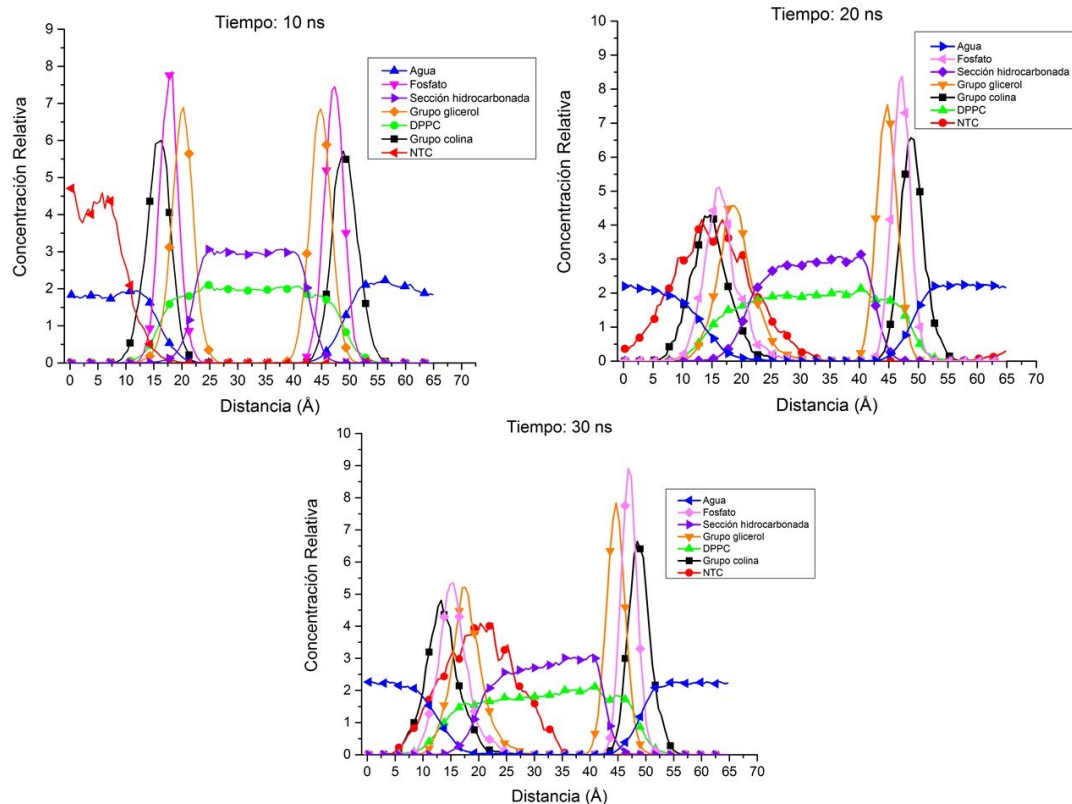 Tiempo: 10 ns
Concentración Relativa
9
8
7
6
5
4
3
2
1
0
Agua
Fosfato
Sección hidrocarbonada
Grupo glicerol
DPPC
Grupo colina
NTC
0 5 10 15 20 25 30 35 40 45 50 55 60 65 70
Distancia (Å)
Tiempo: 20 ns
Concentración Relativa
10
9
8
7
6
5
4
3
2
1
0
Agua
Fosfato
Sección hidrocarbonada
Grupo glicerol
Grupo colina
DPPC
NTC
0 5 10 15 20 25 30 35 40 45 50 55 60 65 70
Distancia (Å)
Tiempo: 30 ns
Concentración Relativa
10
9
8
7
6
5
4
3
2
1
0
Agua
Fosfato
Sección hidrocarbonada
Grupo glicerol
DPPC
Grupo colina
NTC
0 5 10 15 20 25 30 35 40 45 50 55 60 65 70
Distancia (Å)